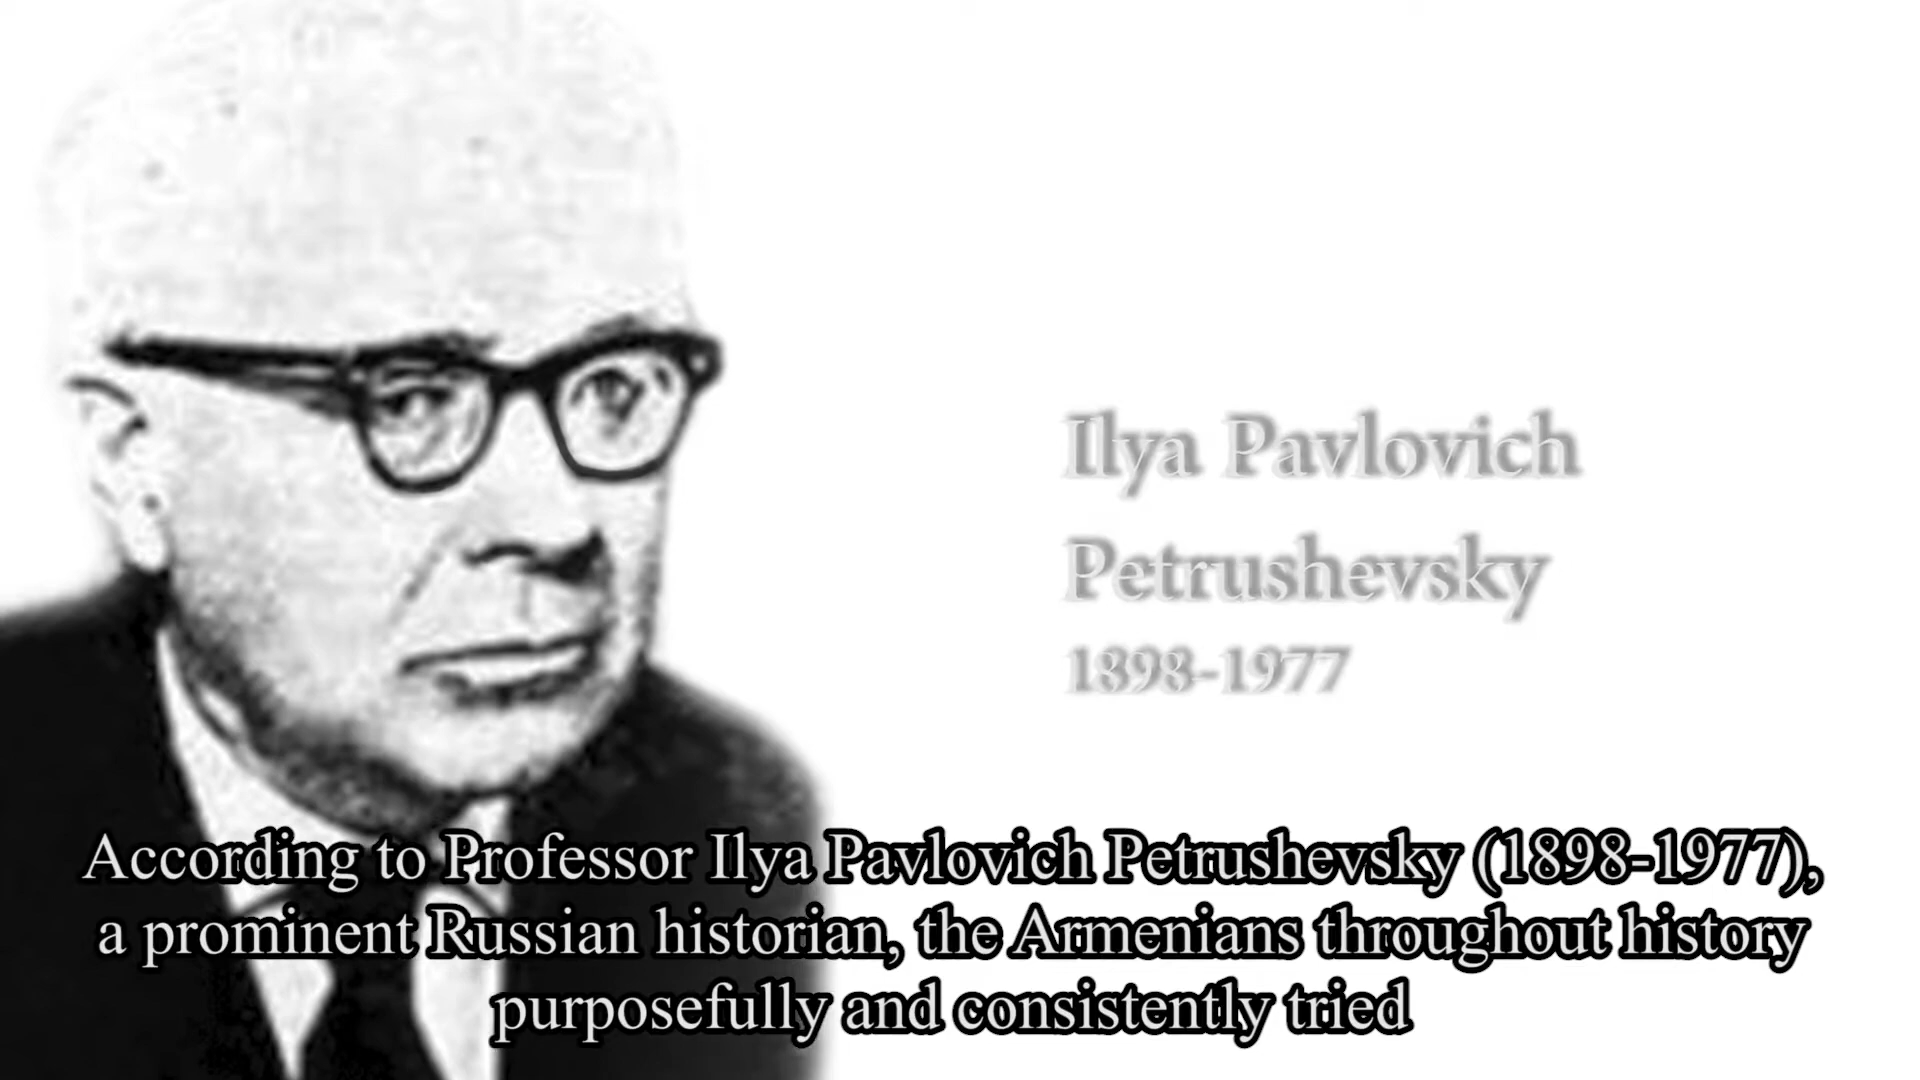 Ilya Pavlovich
Petrushevsky
1898-1977
According to Professor Ilya Pavlovich Petrushevsky (1898-1977),
a prominent Russian historian, the Armenians throughout history
purposefully and consistently tried